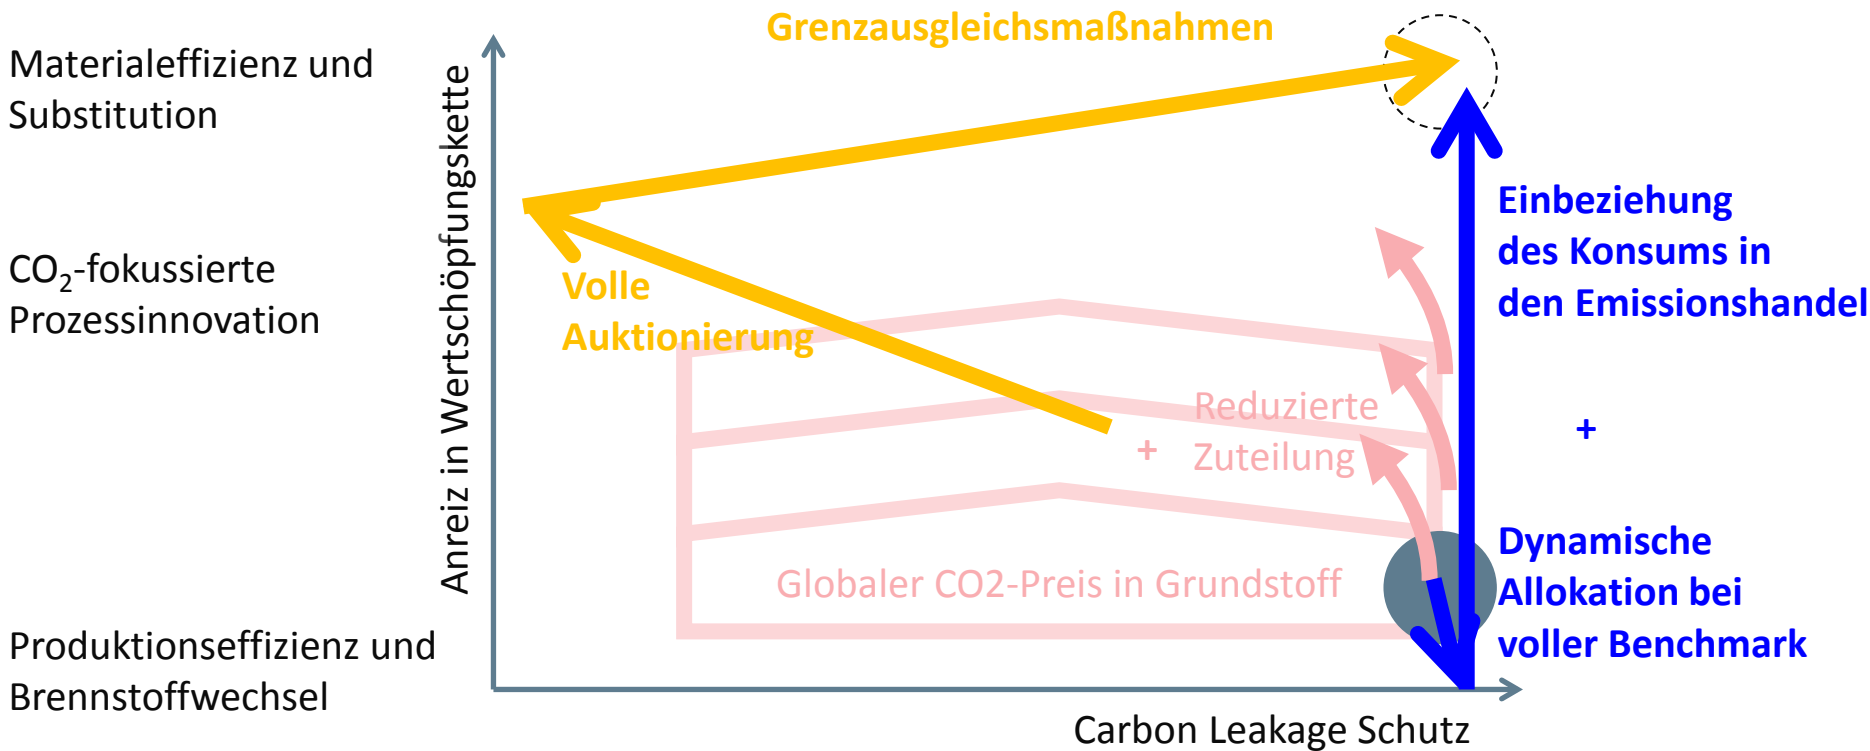 Grenzausgleichsmaßnahmen
Materialeffizienz und
Substitution
CO₂-fokussierte
Prozessinnovation
Produktionseffizienz und
Brennstoffwechsel
Anreiz in Wertschöpfungskette
Volle
Auktionierung
+
Reduzierte
Zuteilung
Globaler CO2-Preis in Grundstoff
Einbeziehung
des Konsums in
den Emissionshandel
+
Dynamische
Allokation bei
voller Benchmark
Carbon Leakage Schutz